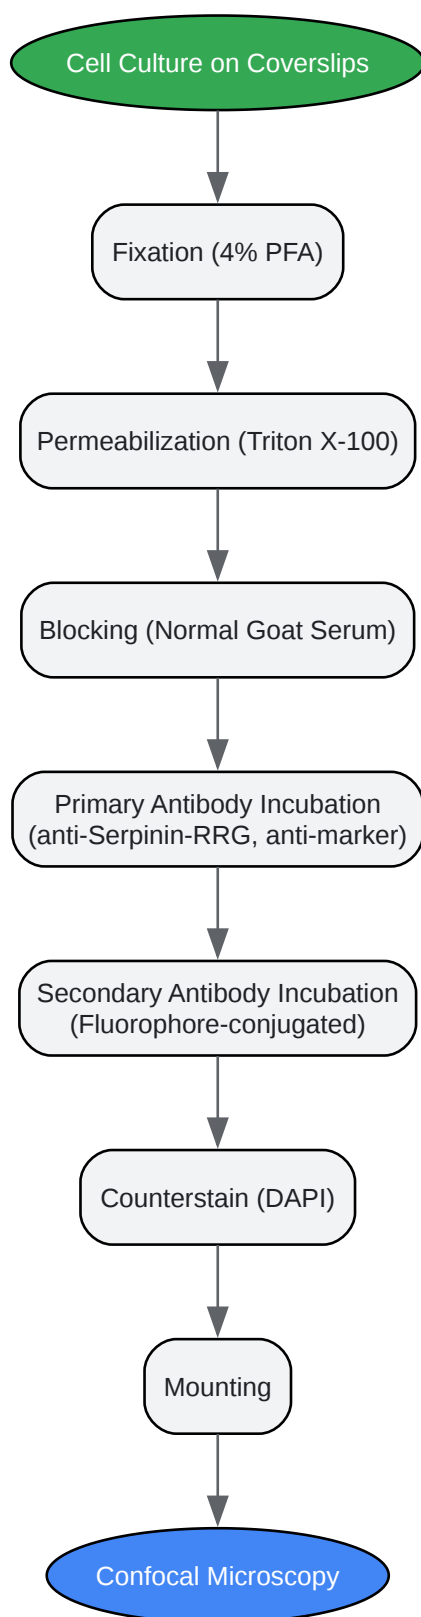 Cell Culture on Coverslips
Fixation (4% PFA)
Permeabilization (Triton X-100)
Blocking (Normal Goat Serum)
Primary Antibody Incubation
(anti-Serpinin-RRG, anti-marker)
Secondary Antibody Incubation
(Fluorophore-conjugated)
Counterstain (DAPI)
Mounting
Confocal Microscopy